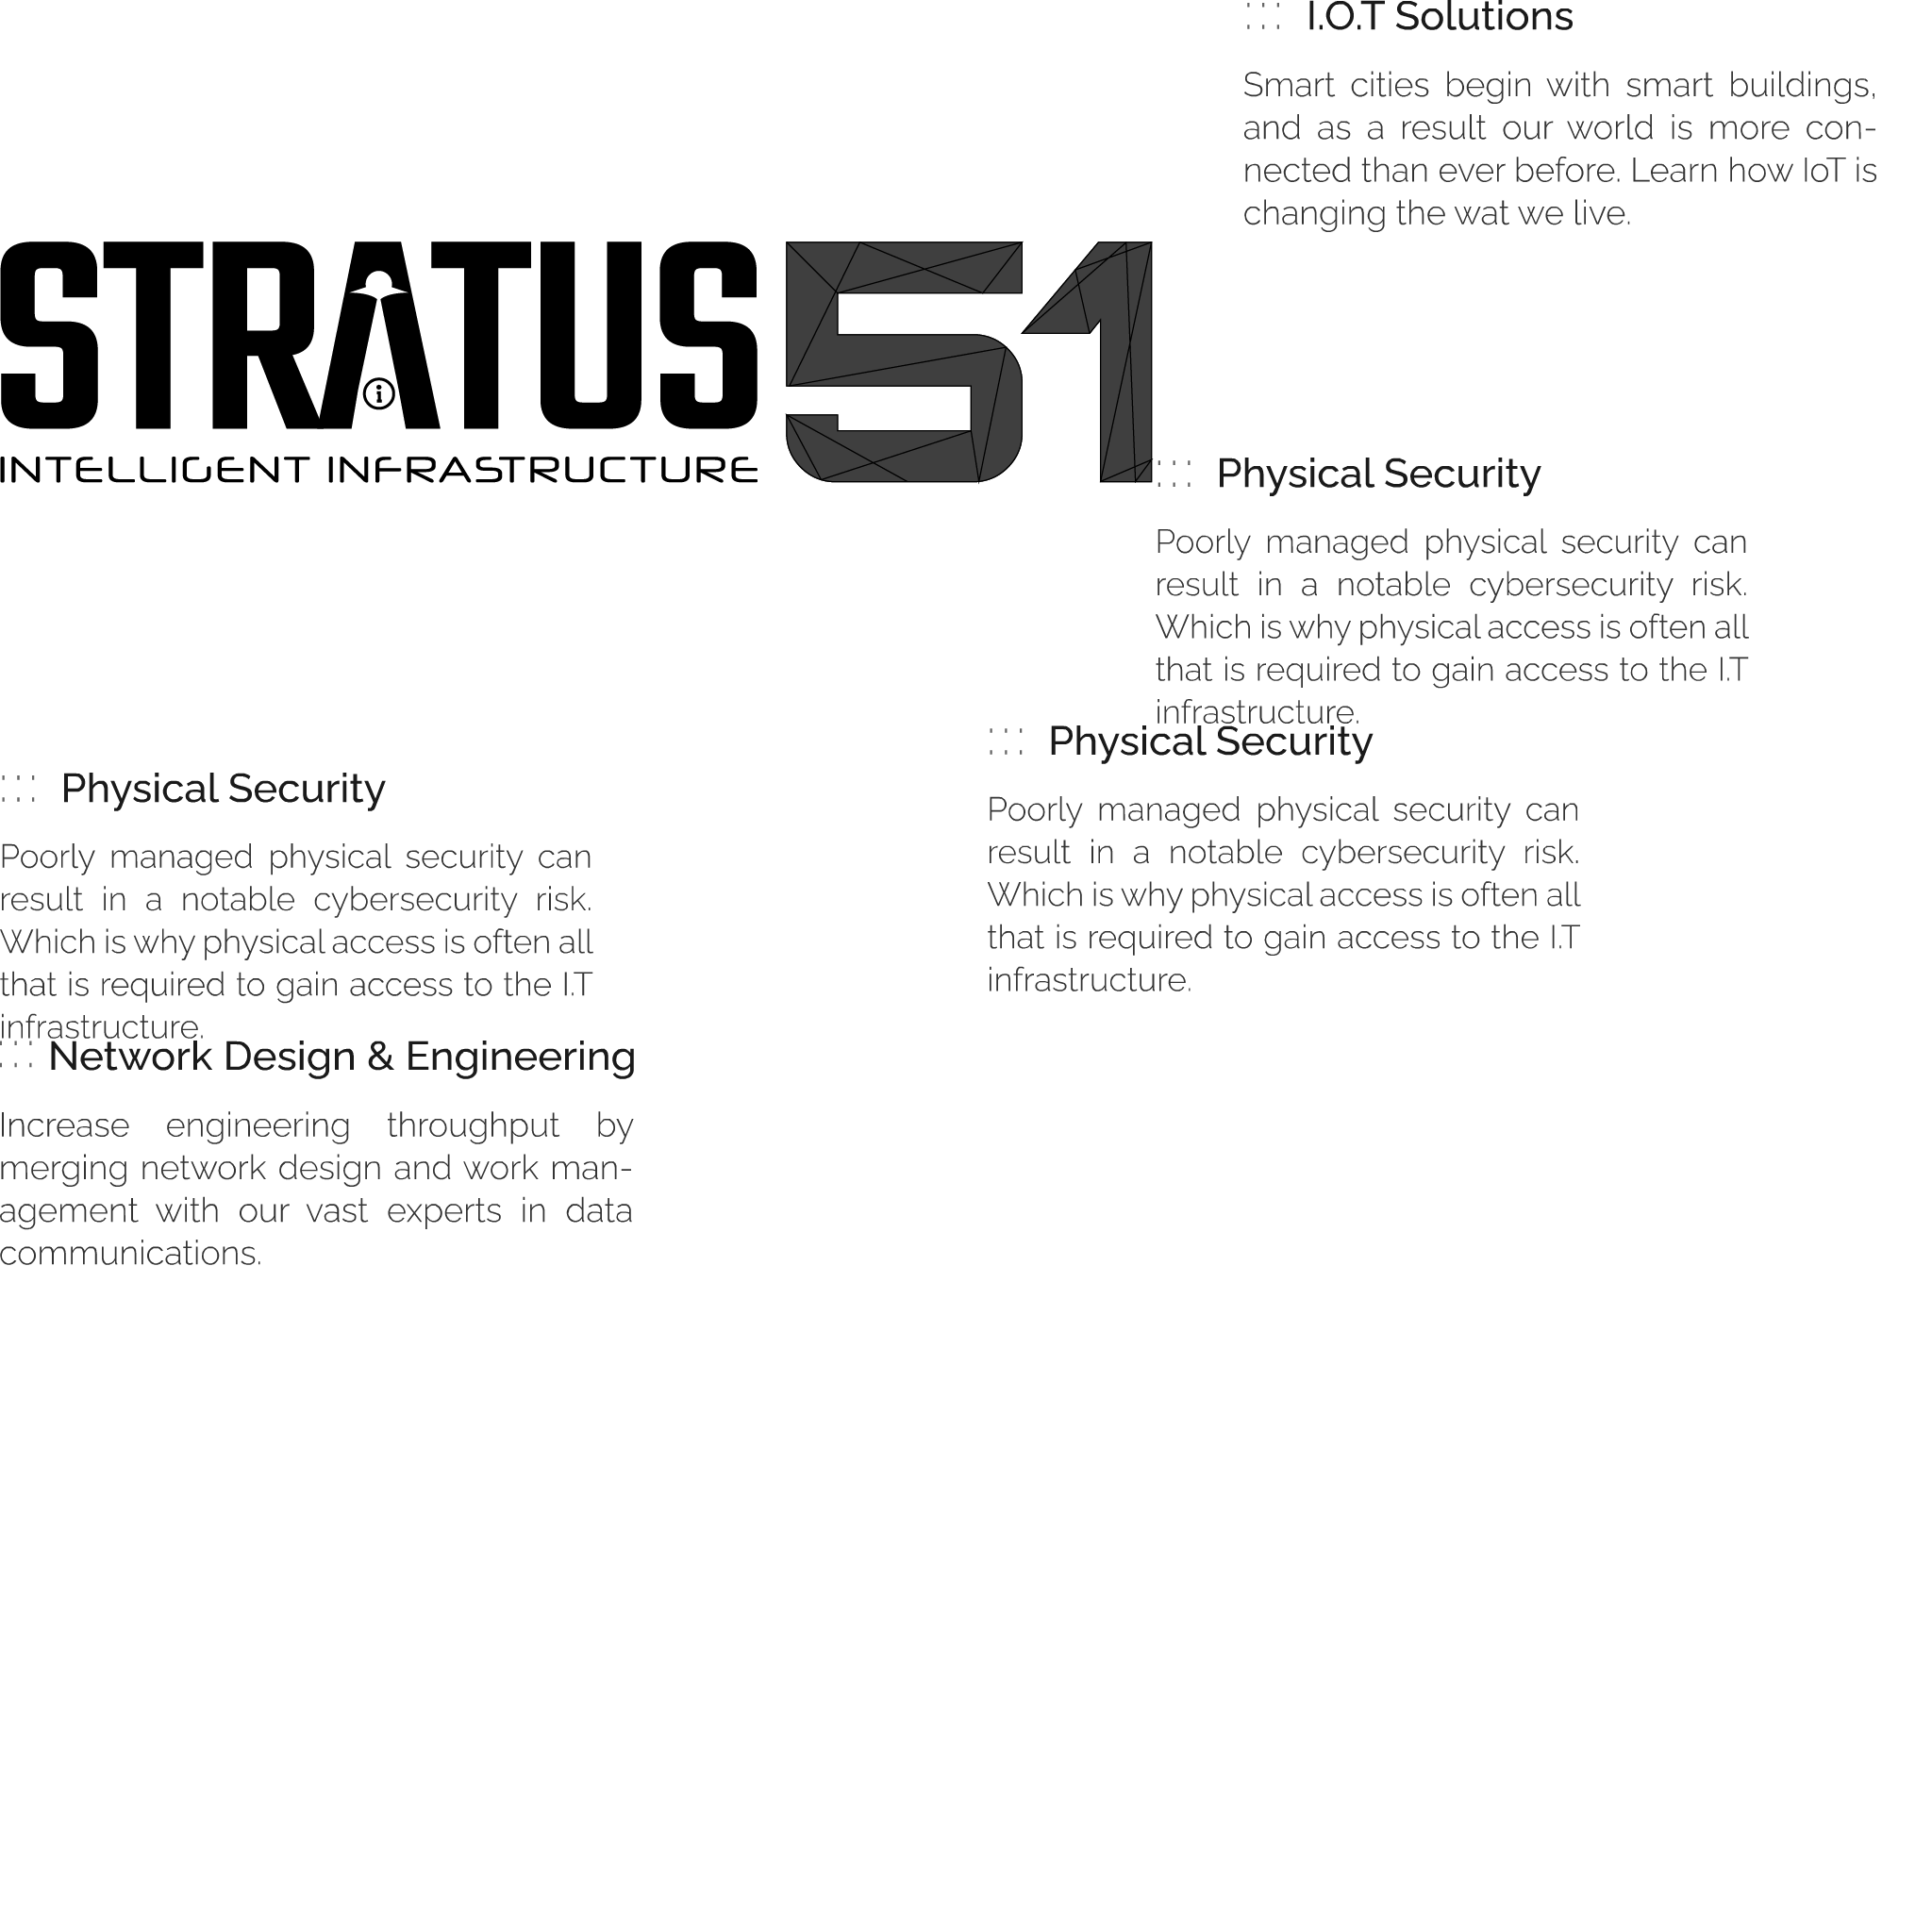 I.O.T Solutions
Smart cities begin with smart buildings,
and as a result our world is more con-
nected than ever before. Learn how IoT is
changing the wat we live.
STRATUS 51
INTELLIGENT INFRASTRUCTURE
Physical Security
Poorly managed physical security can
result in a notable cybersecurity risk.
Which is why physical access is often all
that is required to gain access to the I.T
infrastructure.
Physical Security
Poorly managed physical security can
result in a notable cybersecurity risk.
Which is why physical access is often all
that is required to gain access to the I.T
infrastructure.
Physical Security
Poorly managed physical security can
result in a notable cybersecurity risk.
Which is why physical access is often all
that is required to gain access to the I.T
infrastructure.
Network Design & Engineering
Increase engineering throughput by
merging network design and work man-
agement with our vast experts in data
communications.